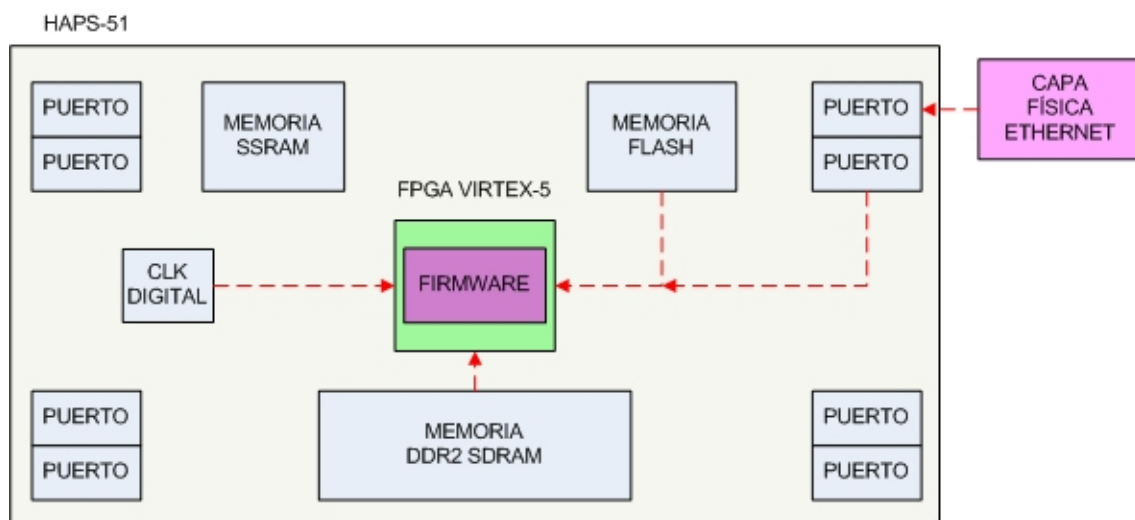 HAPS-51
PUERTO
PUERTO
MEMORIA
SSRAM
MEMORIA
FLASH
PUERTO
PUERTO
CAPA
FÍSICA
ETHERNET
FPGA VIRTEX-5
CLK
DIGITAL
FIRMWARE
PUERTO
PUERTO
MEMORIA
DDR2 SDRAM
PUERTO
PUERTO